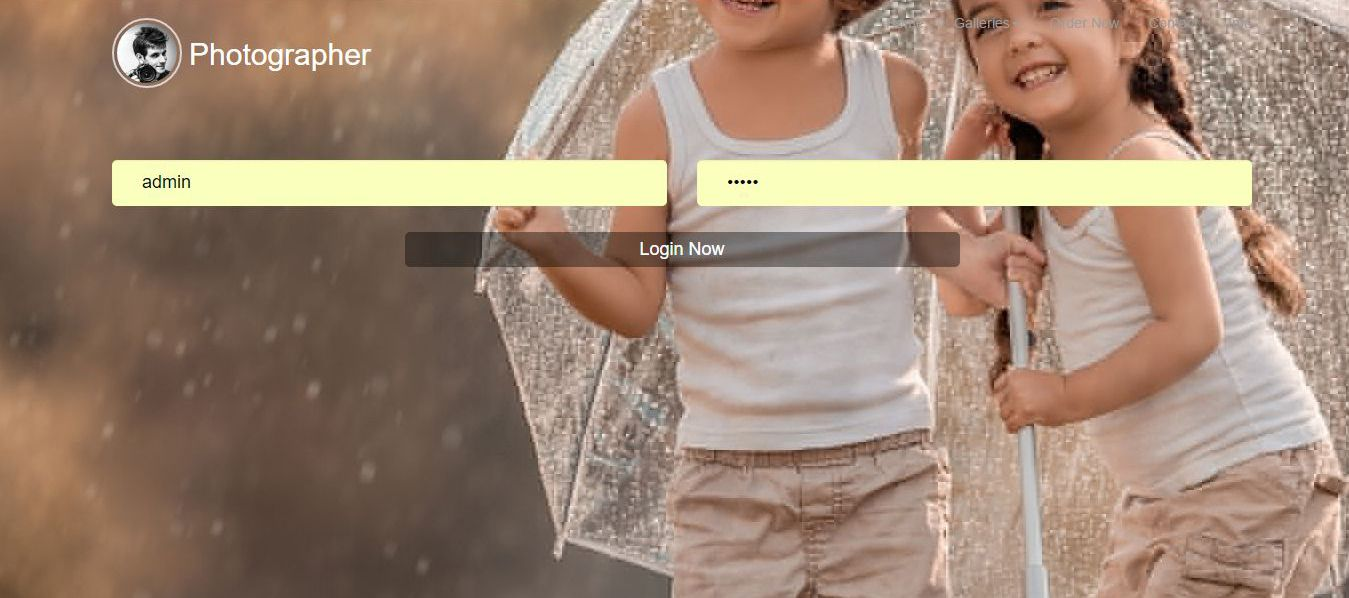 Galleries
Order Now
Photographer
admin
•••••
Login Now